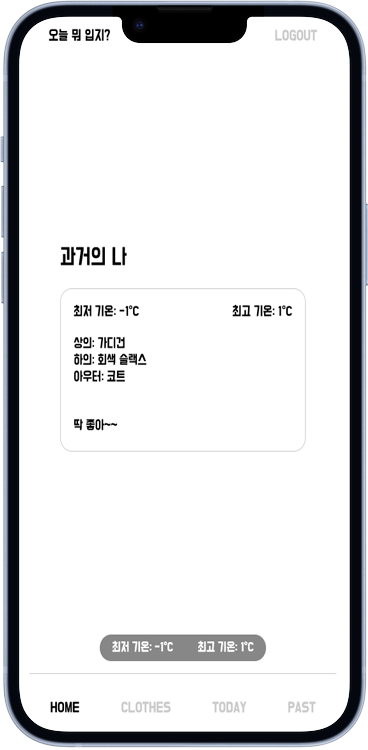 오늘 뭐 입지? LOGOUT
과거의 나
최저 기온: -1°C 최고 기온: 1°C
상의: 가디건
하의: 회색 슬랙스
아우터: 코트
딱 좋아~~
최저 기온: -1°C 최고 기온: 1°C
HOME CLOTHES TODAY PAST